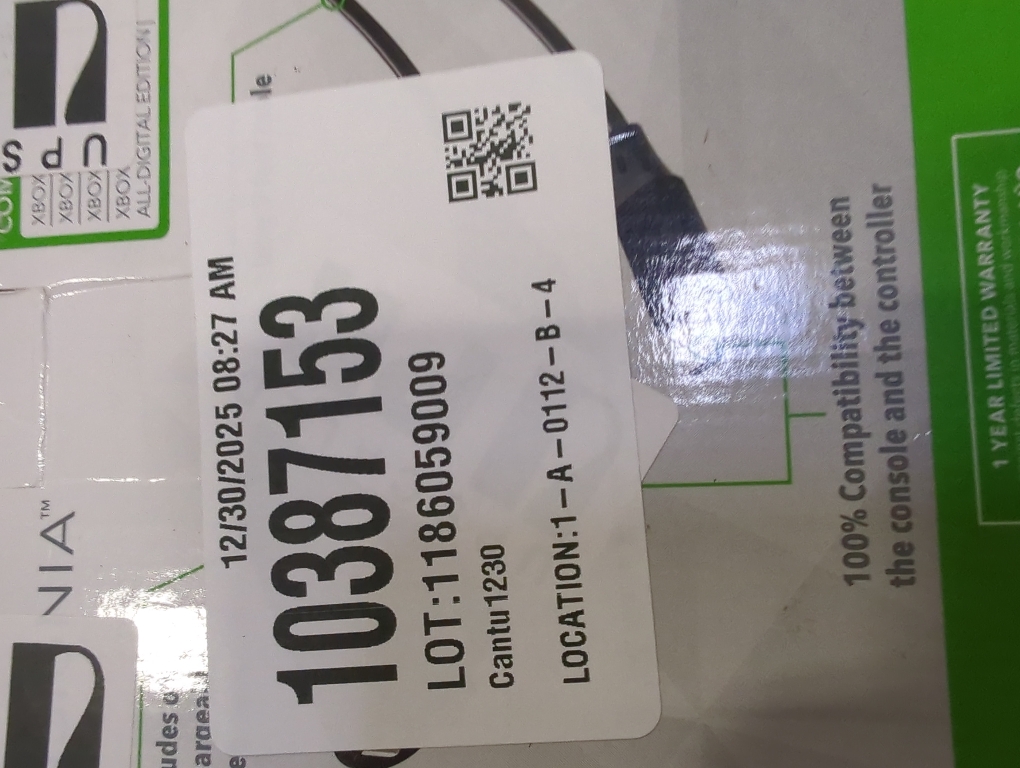 12/30/2025 08:27 AM
10387153
LOT:1186059009
Cantu1230
LOCATION:1-A-0112-B-4
100% Compatibility between
the console and the controller
1 YEAR LIMITED WARRANTY
XBOX
XBOX
XBOX
XBOX
ALL-DIGITAL EDITION